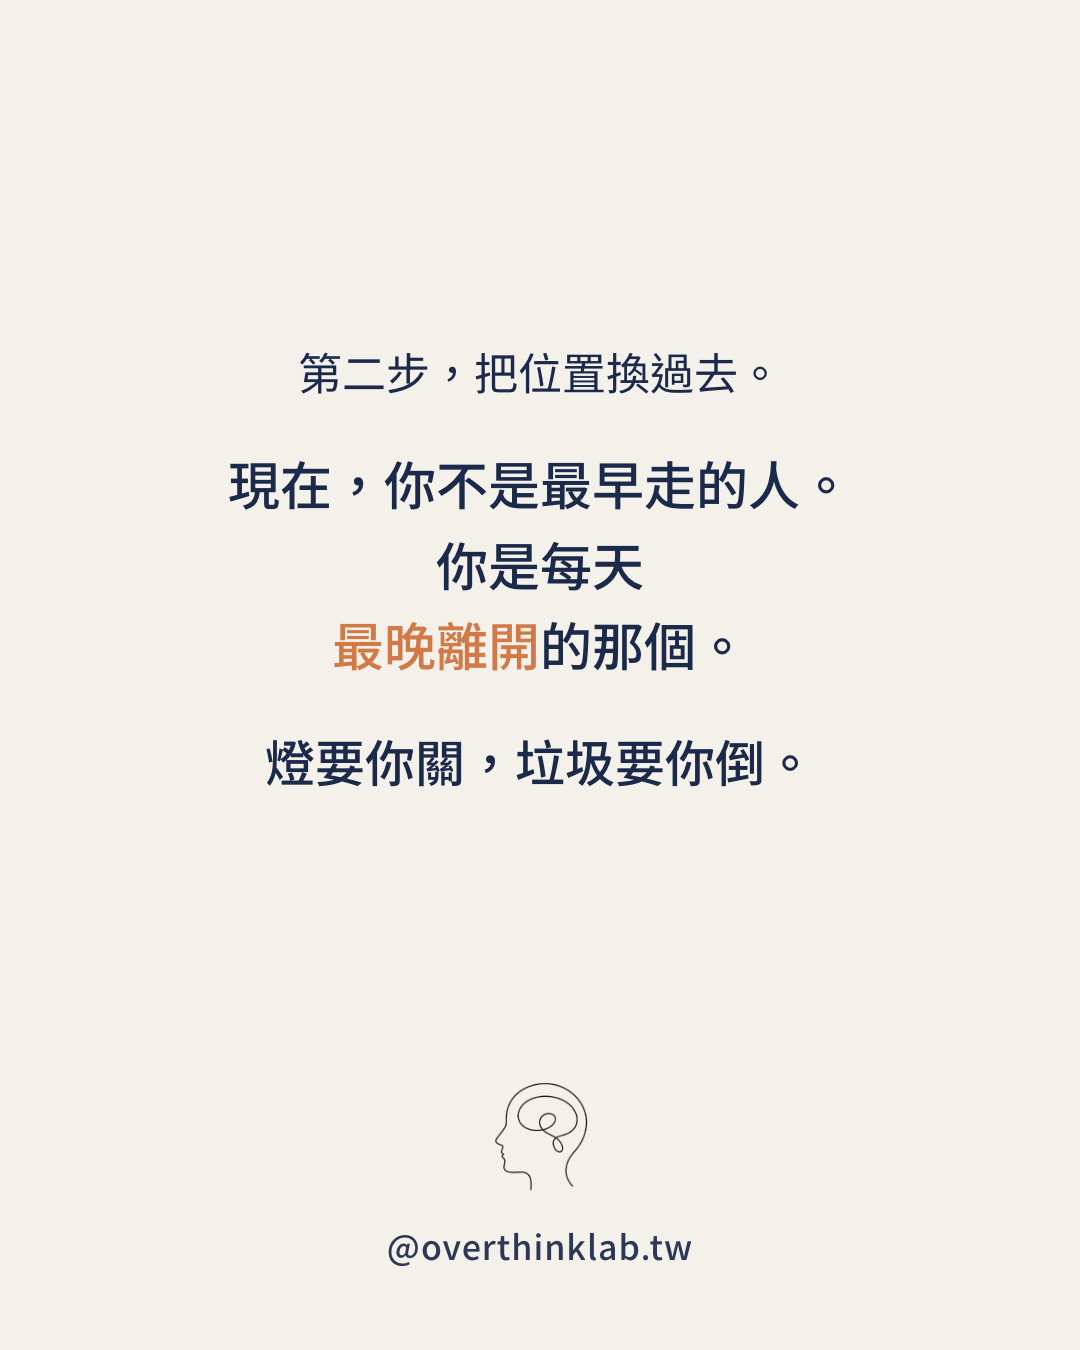 第二步，把位置換過去。
現在，你不是最早走的人。
你是每天
最晚離開的那個。
燈要你關，垃圾要你倒。
@overthinklab.tw